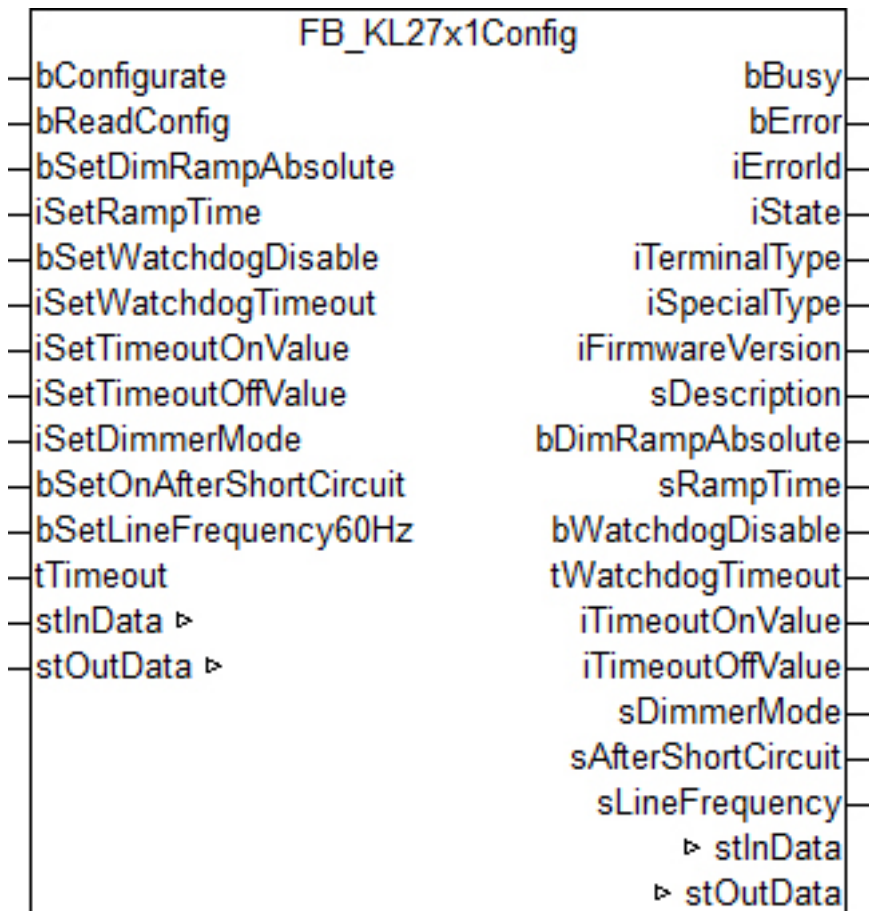 FB_KL27x1Config
bConfigurate bBusy
bReadConfig bError
bSetDimRampAbsolute iErrorId
iSetRampTime iState
bSetWatchdogDisable iTerminalType
iSetWatchdogTimeout iSpecialType
iSetTimeoutOnValue iFirmwareVersion
iSetTimeoutOffValue sDescription
iSetDimmerMode bDimRampAbsolute
bSetOnAfterShortCircuit sRampTime
bSetLineFrequency60Hz bWatchdogDisable
tTimeout tWatchdogTimeout
stInData ▹ iTimeoutOnValue
stOutData ▹ iTimeoutOffValue
sDimmerMode
sAfterShortCircuit
sLineFrequency
▹ stInData
▹ stOutData